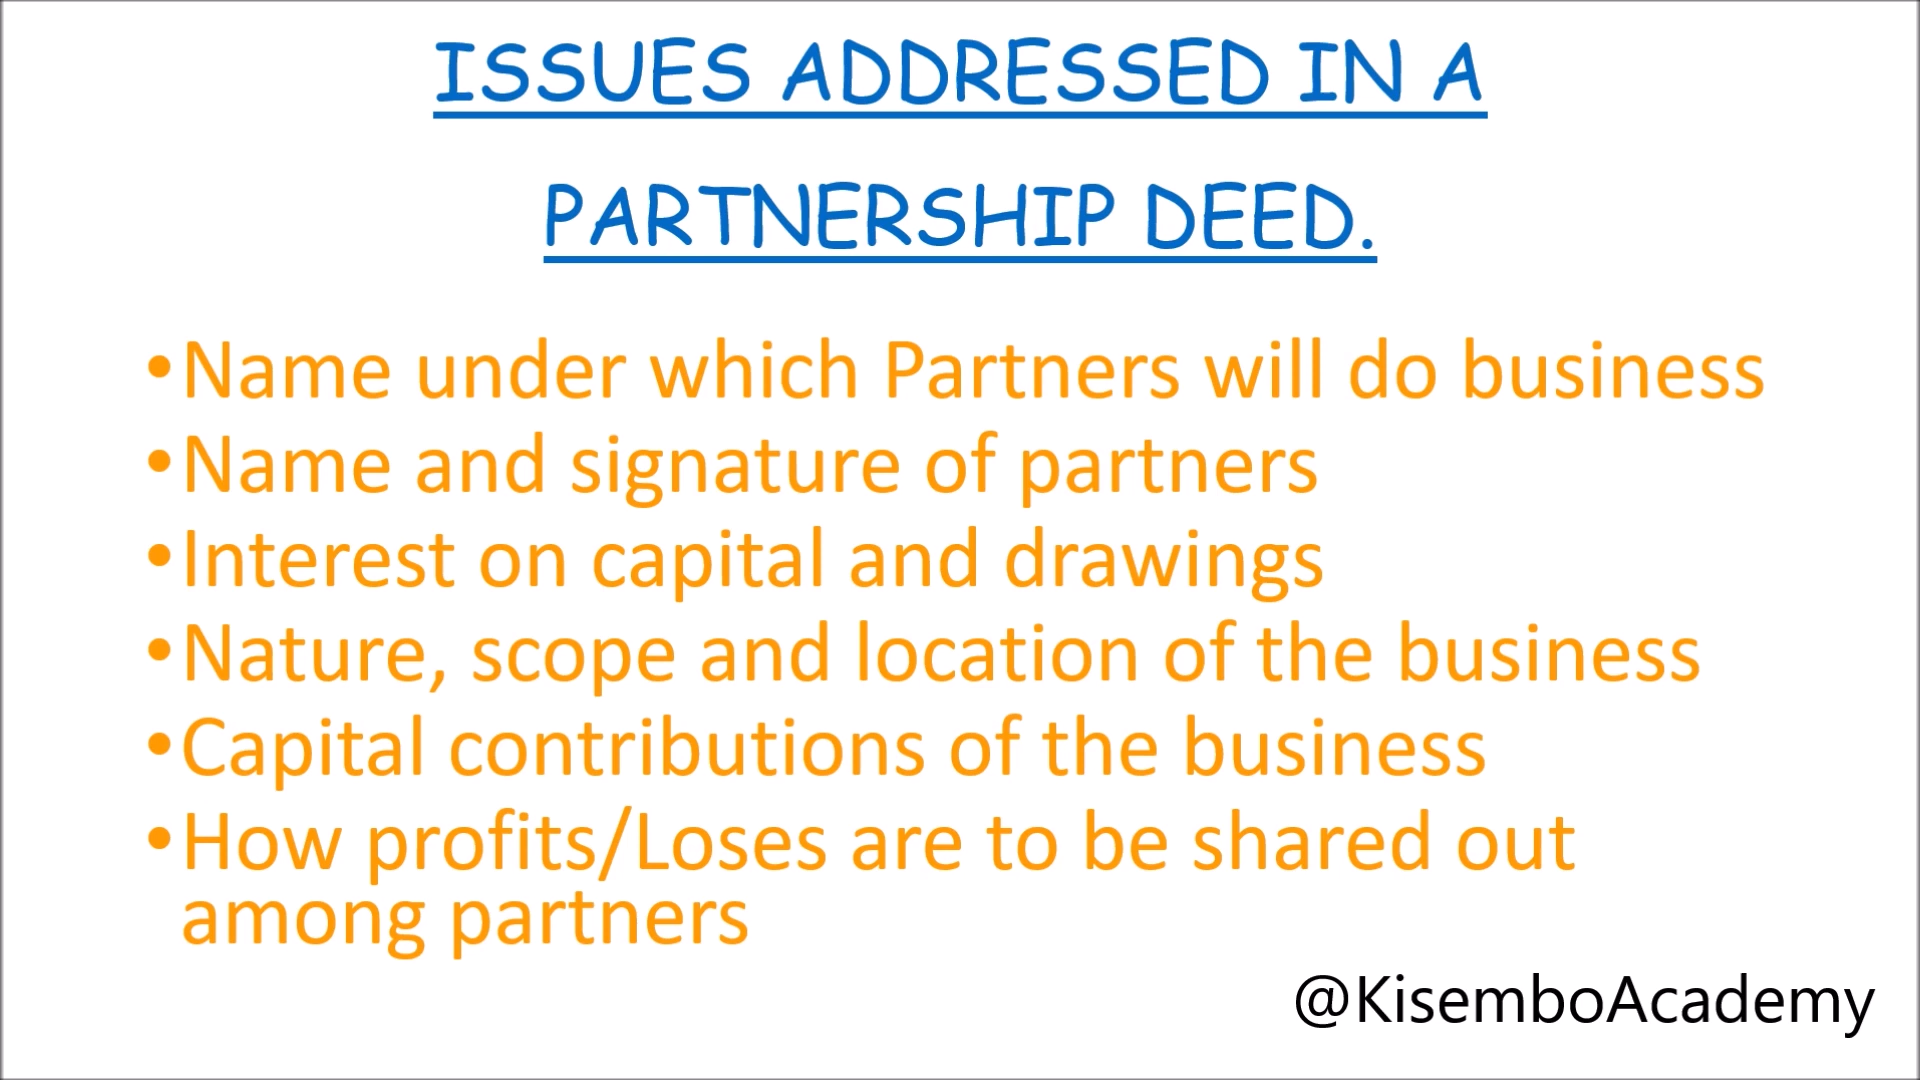 ISSUES ADDRESSED IN A
PARTNERSHIP DEED.
•Name under which Partners will do business
•Name and signature of partners
•Interest on capital and drawings
•Nature, scope and location of the business
•Capital contributions of the business
•How profits/Loses are to be shared out
among partners
@KisemboAcademy